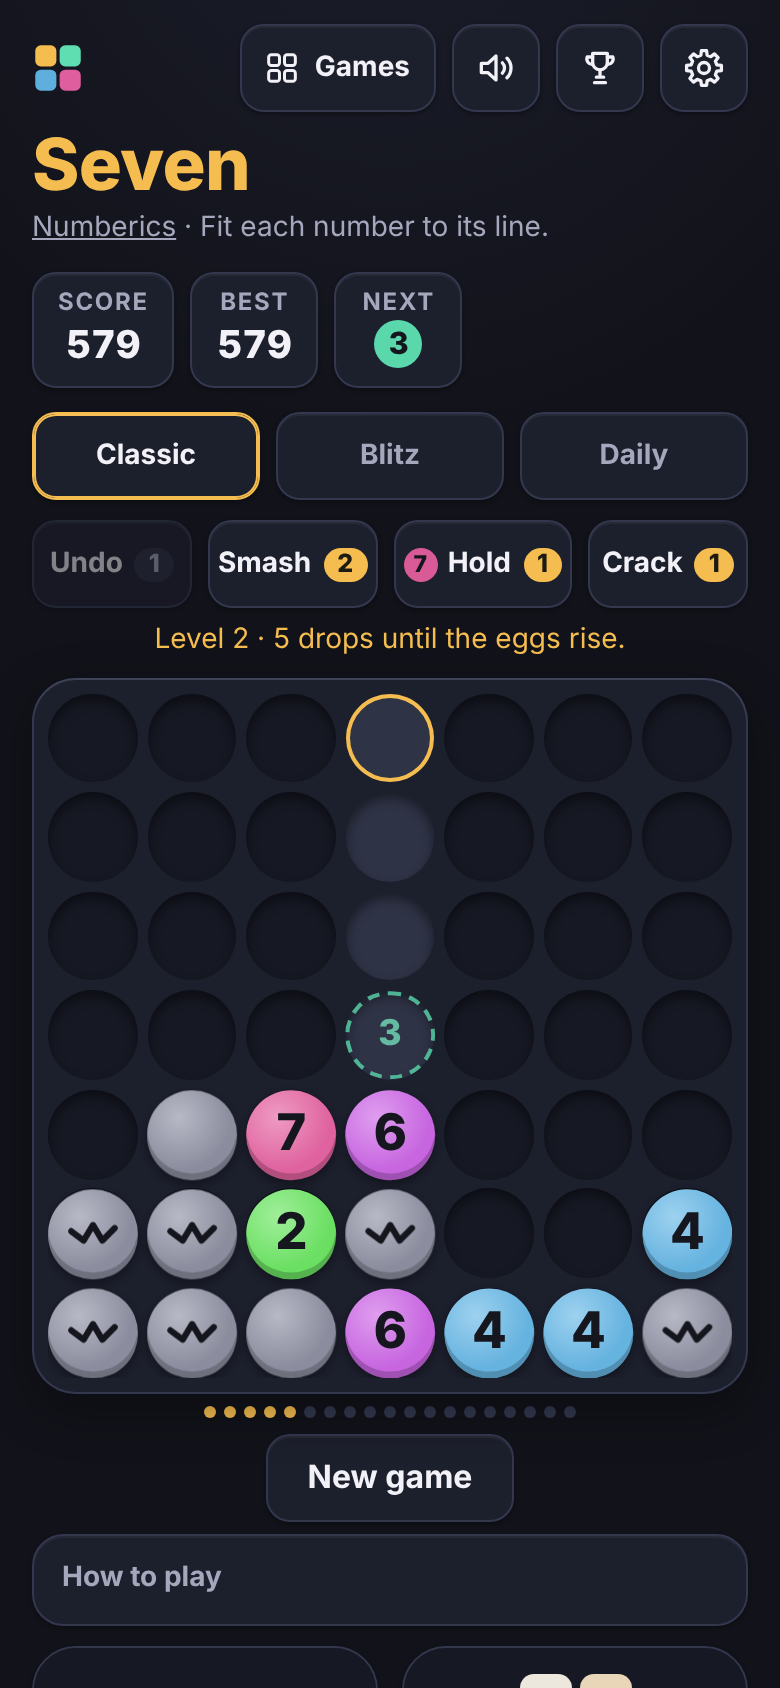 Games
Seven
Numberics · Fit each number to its line.
SCORE BEST NEXT
579 579 3
Classic Blitz Daily
Undo 1 Smash 2 7 Hold 1 Crack 1
Level 2 · 5 drops until the eggs rise.
3
7 6
2 4
6 4 4
New game
How to play